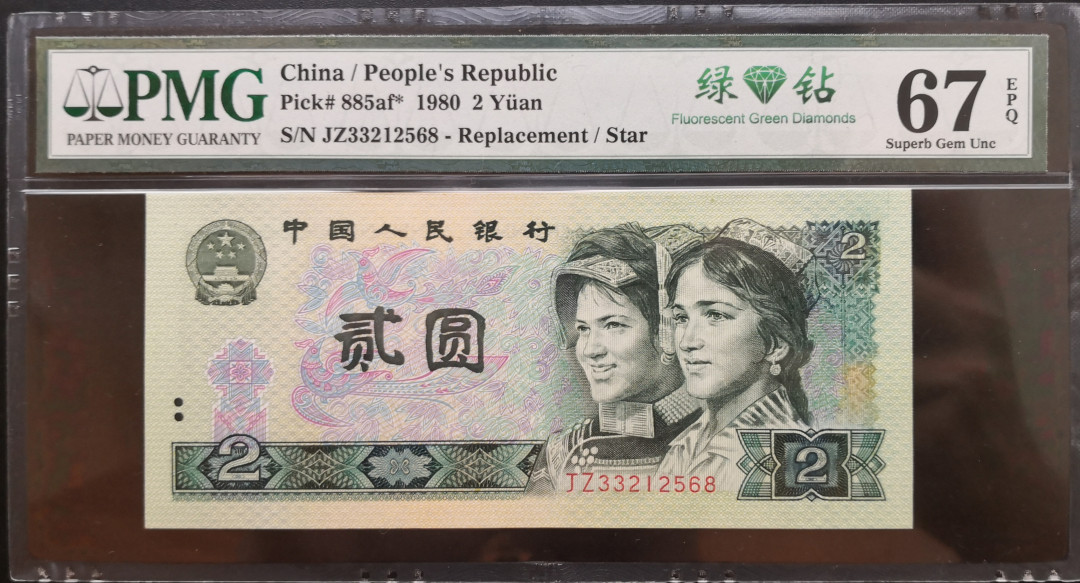 PMG
PAPER MONEY GUARANTY
China / People's Republic
Pick# 885af* 1980 2 Yüan
S/N JZ33212568 - Replacement / Star
绿 钻
Fluorescent Green Diamonds
67
EPQ
Superb Gem Unc
中国人民银行
2
贰圆
2
2
JZ33212568